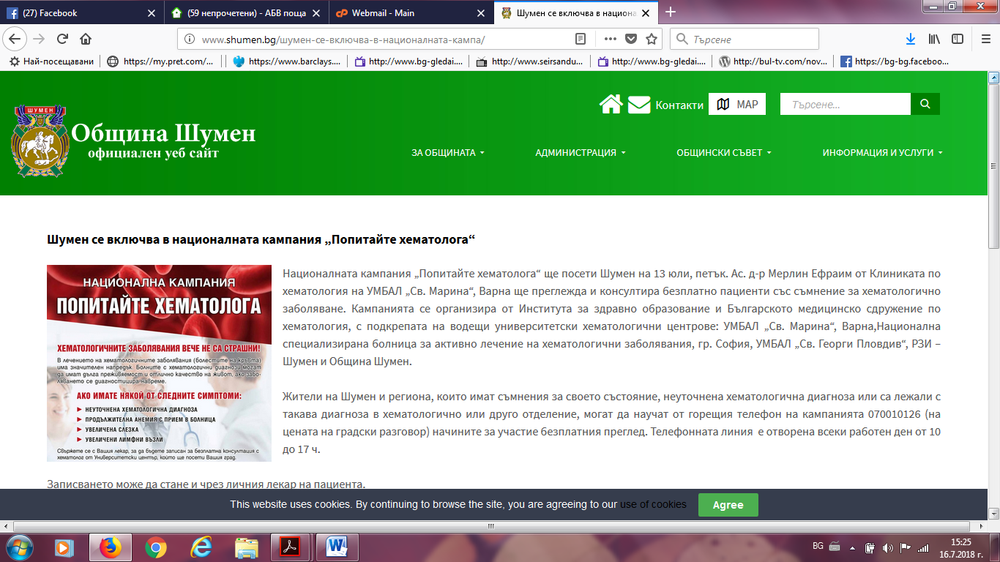 (27) Facebook
(59 непрочетени) - АБВ поща
Webmail - Main
Шумен се включва в национа
www.shumen.bg/шумен-се-включва-в-националната-кампа/
Търсене
Най-посещавани
https://my.pret.com/...
https://www.barclays....
http://www.bg-gledai....
http://www.seirsandu...
http://www.bg-gledai....
http://bul-tv.com/nov...
https://bg-bg.faceboo...
ШУМЕН
Община Шумен
официален уеб сайт
Контакти
MAP
Търсене...
ЗА ОБЩИНАТА
АДМИНИСТРАЦИЯ
ОБЩИНСКИ СЪВЕТ
ИНФОРМАЦИЯ И УСЛУГИ
Шумен се включва в националната кампания „Попитайте хематолога“
НАЦИОНАЛНА КАМПАНИЯ
ПОПИТАЙТЕ ХЕМАТОЛОГА
ХЕМАТОЛОГИЧНИТЕ ЗАБОЛЯВАНИЯ ВЕЧЕ НЕ СА СТРАШНИ!
В лечението на хематологичните заболявания (болестите на кръвта)
има значителен напредък. Болните с хематологични диагнози могат
да имат дълга преживяемост и отлично качество на живот, ако забо-
ляването се диагностицира навреме.
АКО ИМАТЕ НЯКОЙ ОТ СЛЕДНИТЕ СИМПТОМИ:
НЕУТОЧНЕНА ХЕМАТОЛОГИЧНА ДИАГНОЗА
ПРОДЪЛЖИТЕЛНА АНЕМИЯ С ПРИЕМ В БОЛНИЦА
УВЕЛИЧЕНА СЛЕЗКА
УВЕЛИЧЕНИ ЛИМФНИ ВЪЗЛИ
Свържете се с Вашия лекар, за да бъдете записан за безплатна консултация с
хематолог от Университетски център, който ще посети Вашия град.
Националната кампания „Попитайте хематолога“ ще посети Шумен на 13 юли, петък. Ас. д-р Мерлин Ефраим от Клиниката по
хематология на УМБАЛ „Св. Марина“, Варна ще преглежда и консултира безплатно пациенти със съмнение за хематологично
заболяване. Кампанията се организира от Института за здравно образование и Българското медицинско сдружение по
хематология, с подкрепата на водещи университетски хематологични центрове: УМБАЛ „Св. Марина“, Варна,Национална
специализирана болница за активно лечение на хематологични заболявания, гр. София, УМБАЛ „Св. Георги Пловдив“, РЗИ –
Шумен и Община Шумен.
Жители на Шумен и региона, които имат съмнения за своето състояние, неуточнена хематологична диагноза или са лежали с
такава диагноза в хематологично или друго отделение, могат да научат от горещия телефон на кампанията 070010126 (на
цената на градски разговор) начините за участие безплатния преглед. Телефонната линия е отворена всеки работен ден от 10
до 17 ч.
Записването може да стане и чрез личния лекар на пациента.
This website uses cookies. By continuing to browse the site, you are agreeing to our use of cookies
Agree
BG
15:25
16.7.2018 г.